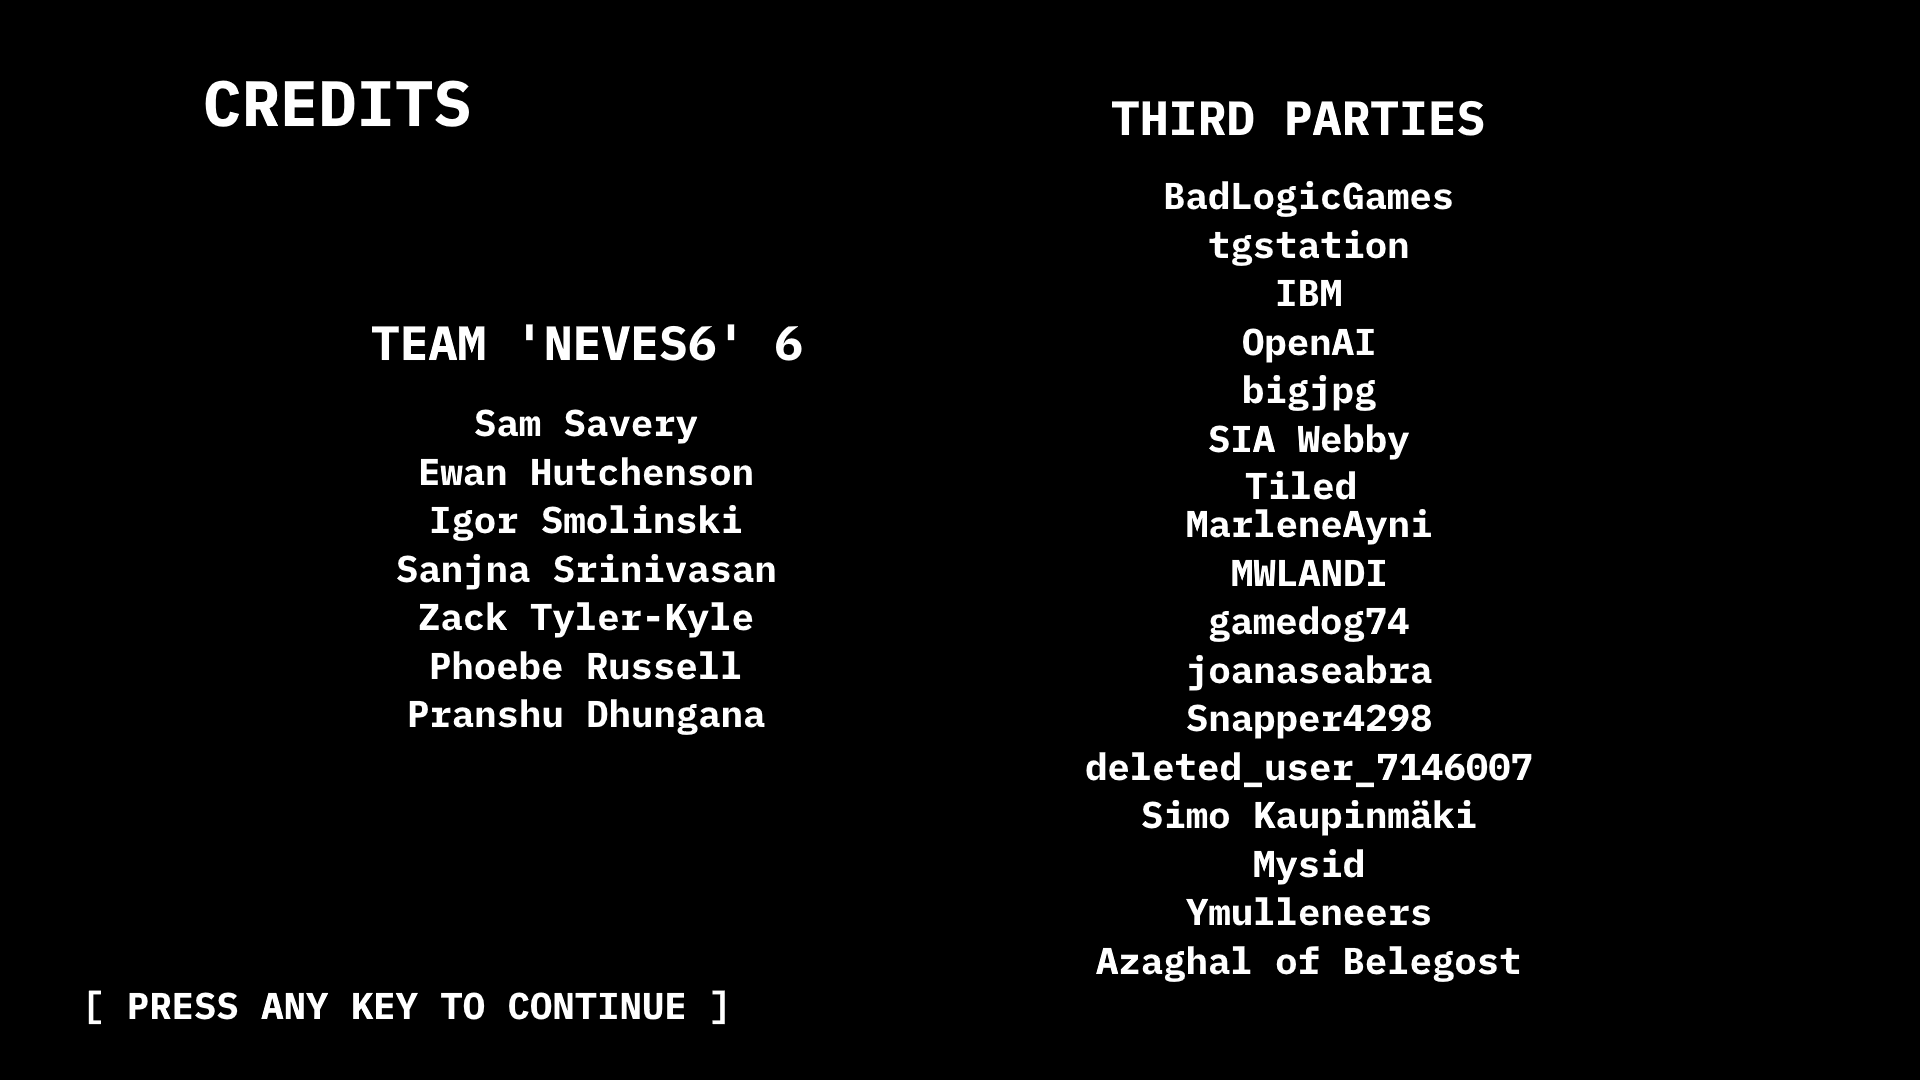 CREDITS
TEAM 'NEVES6' 6
Sam Savery
Ewan Hutchenson
Igor Smolinski
Sanjna Srinivasan
Zack Tyler-Kyle
Phoebe Russell
Pranshu Dhungana
THIRD PARTIES
BadLogicGames
tgstation
IBM
OpenAI
bigjpg
SIA Webby
Tiled
MarleneAyni
MWLANDI
gamedog74
joanaseabra
Snapper4298
deleted_user_7146007
Simo Kaupinmäki
Mysid
Ymulleneers
Azaghal of Belegost
[ PRESS ANY KEY TO CONTINUE ]